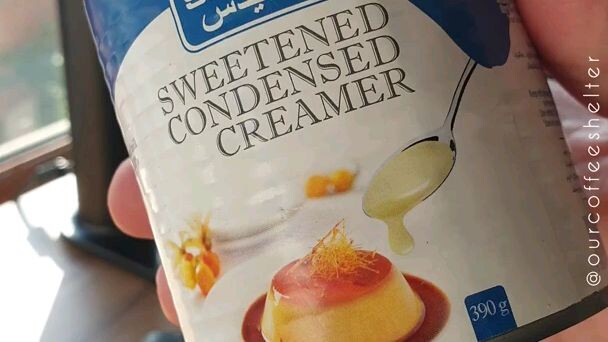 SWEETENED
CONDENSED
CREAMER
390 g
@ourcoffeeshelter